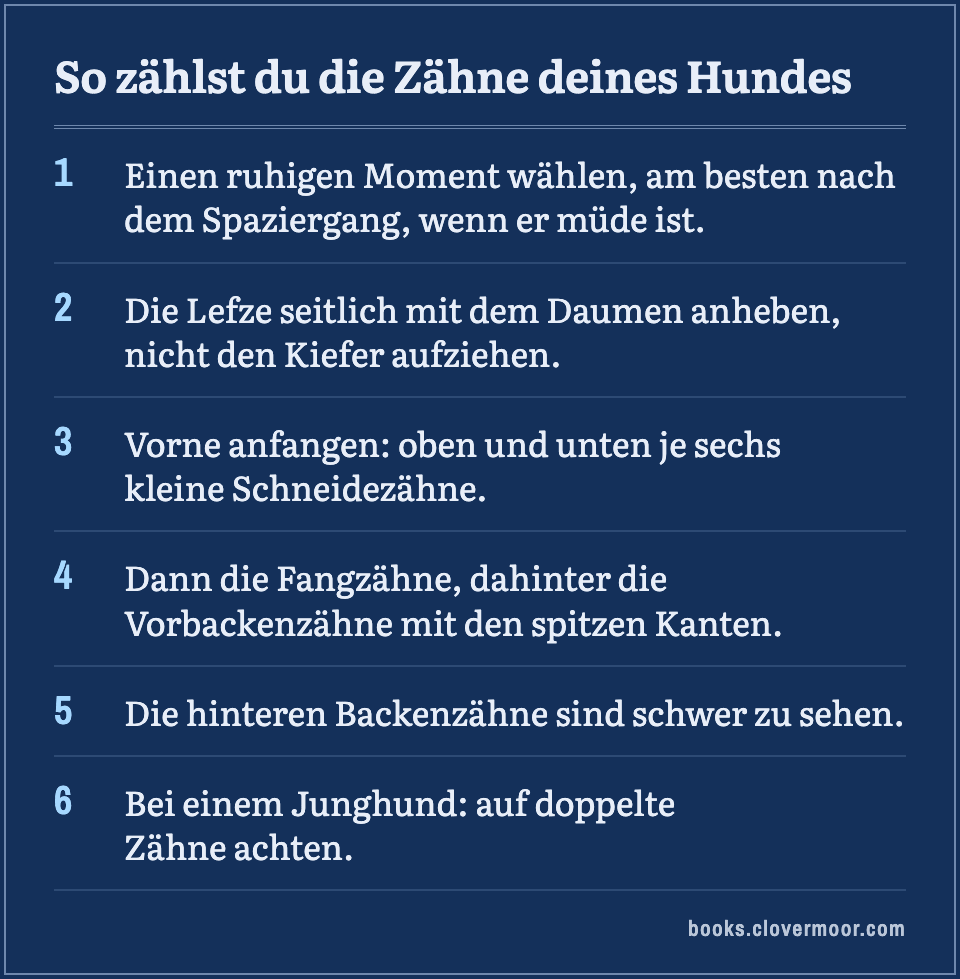 So zählst du die Zähne deines Hundes
1
Einen ruhigen Moment wählen, am besten nach
dem Spaziergang, wenn er müde ist.
2
Die Lefze seitlich mit dem Daumen anheben,
nicht den Kiefer aufziehen.
3
Vorne anfangen: oben und unten je sechs
kleine Schneidezähne.
4
Dann die Fangzähne, dahinter die
Vorbackenzähne mit den spitzen Kanten.
5
Die hinteren Backenzähne sind schwer zu sehen.
6
Bei einem Junghund: auf doppelte
Zähne achten.
books.clovermoor.com